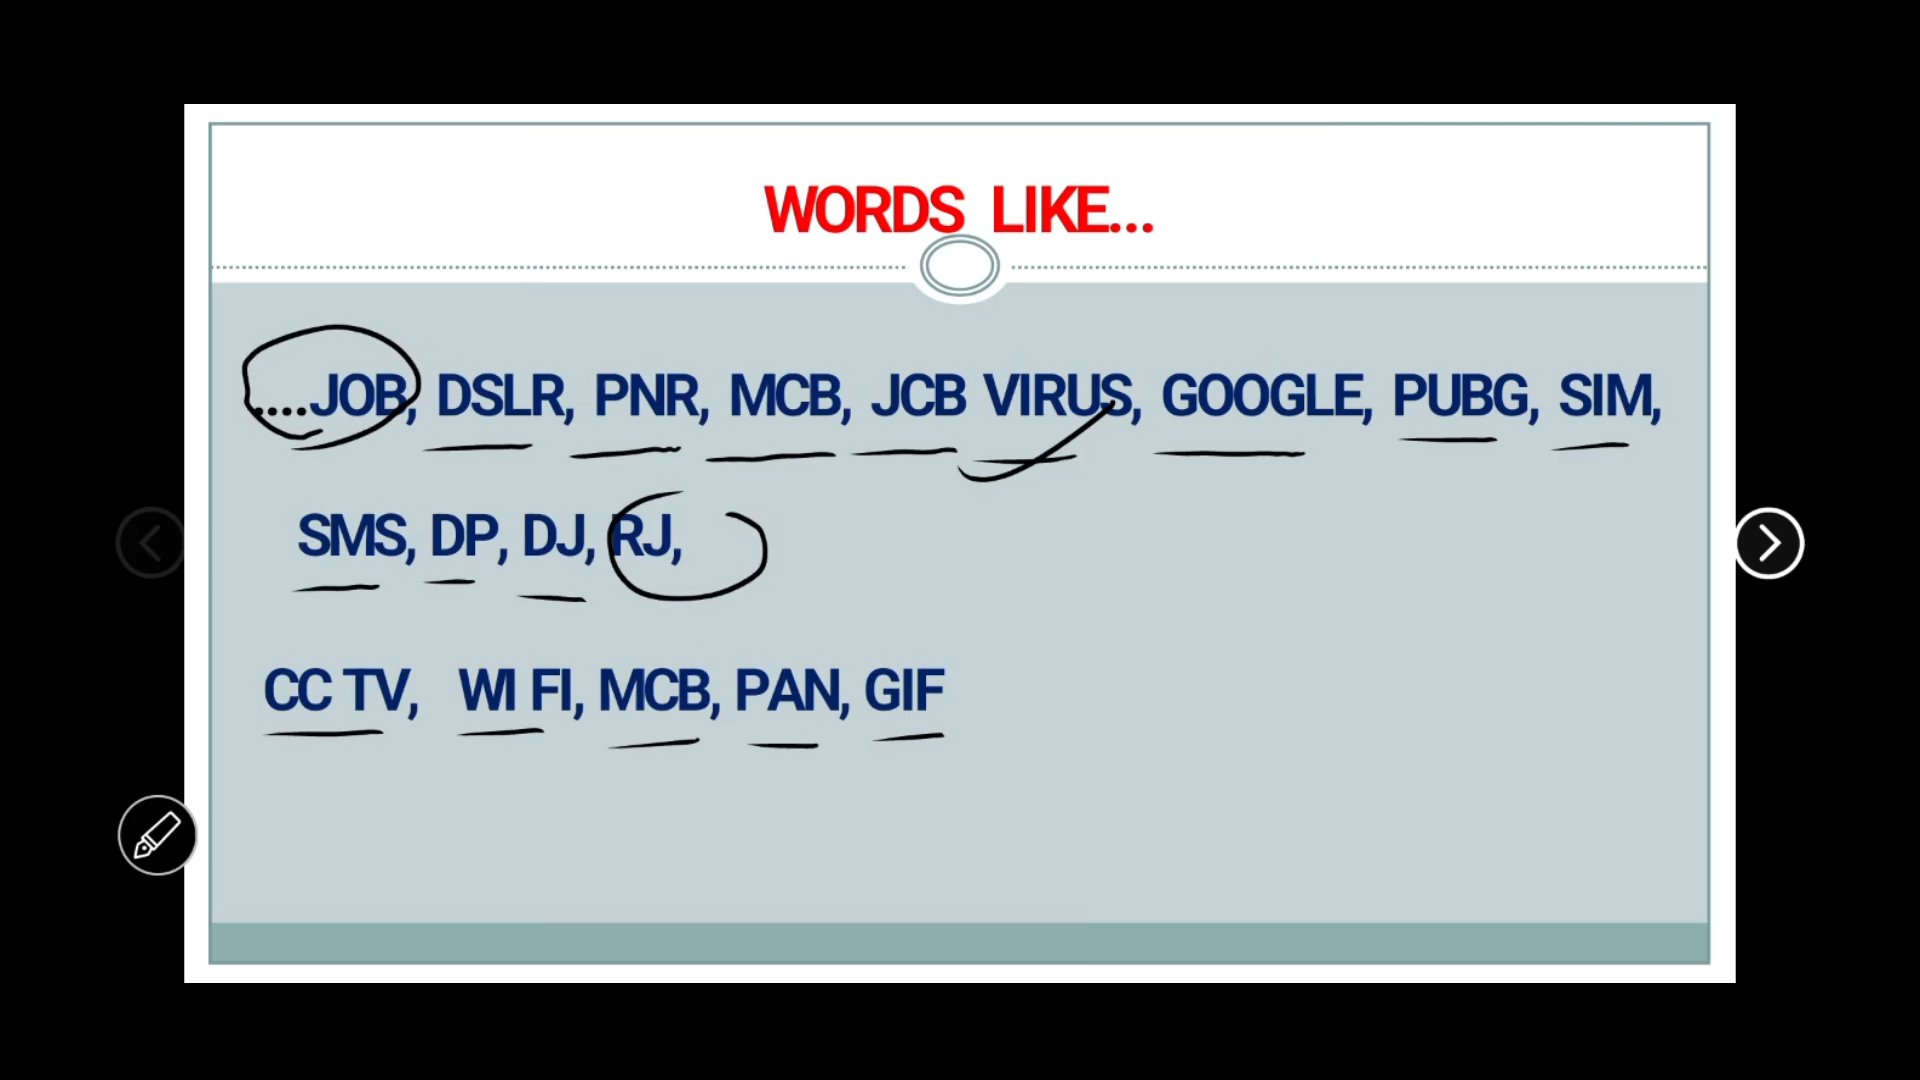 WORDS LIKE...
....JOB, DSLR, PNR, MCB, JCB VIRUS, GOOGLE, PUBG, SIM,
SMS, DP, DJ, RJ,
CC TV, WI FI, MCB, PAN, GIF